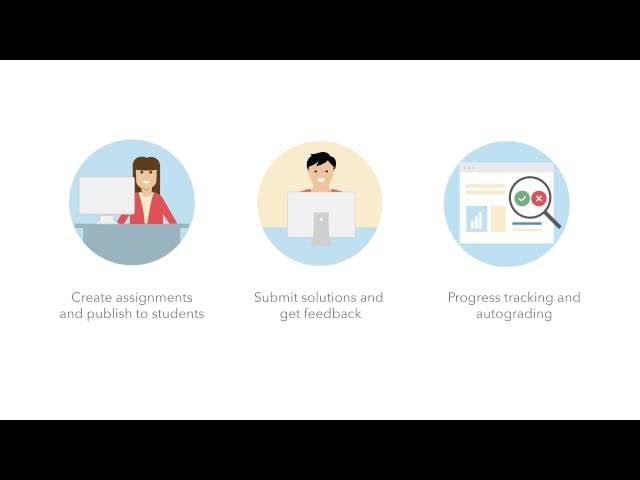 Create assignments
and publish to students
Submit solutions and
get feedback
Progress tracking and
autograding